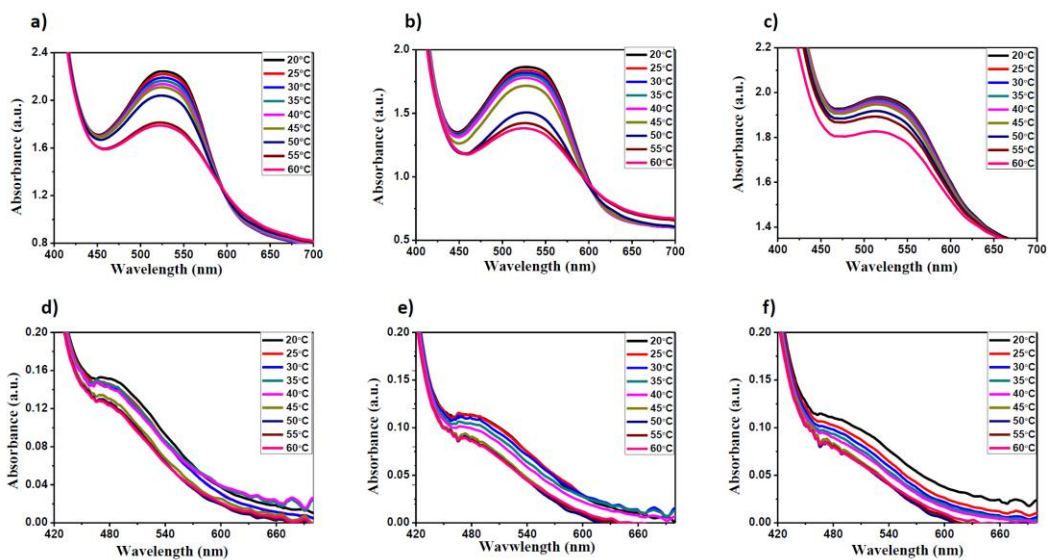 a)
2.4
2.0
1.6
1.2
0.8
Absorbance (a.u.)
20°C
25°C
30°C
35°C
40°C
45°C
50°C
55°C
60°C
400 450 500 550 600 650 700
Wavelength (nm)
b)
2.0
1.5
1.0
0.5
Absorbance (a.u.)
20°C
25°C
30°C
35°C
40°C
45°C
50°C
55°C
60°C
400 450 500 550 600 650 700
Wavelength (nm)
c)
2.2
2.0
1.8
1.6
1.4
Absorbance (a.u.)
20°C
25°C
30°C
35°C
40°C
45°C
50°C
55°C
60°C
400 450 500 550 600 650 700
Wavelength (nm)
d)
0.20
0.16
0.12
0.08
0.04
0.00
Absorbance (a.u.)
20°C
25°C
30°C
35°C
40°C
45°C
50°C
55°C
60°C
420 480 540 600 660
Wavelength (nm)
e)
0.20
0.15
0.10
0.05
0.00
Absorbance (a.u.)
20°C
25°C
30°C
35°C
40°C
45°C
50°C
55°C
60°C
420 480 540 600 660
Wavwlength (nm)
f)
0.20
0.15
0.10
0.05
0.00
Absorbance (a.u.)
20°C
25°C
30°C
35°C
40°C
45°C
50°C
55°C
60°C
420 480 540 600 660
Wavelength (nm)